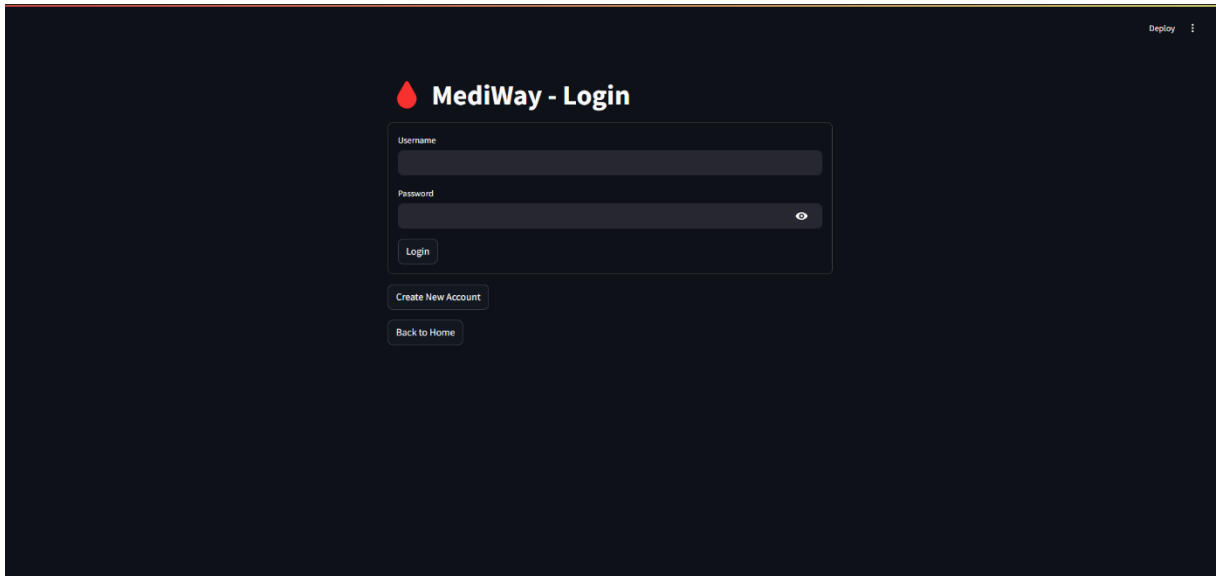 Deploy
MediWay - Login
Username
Password
Login
Create New Account
Back to Home